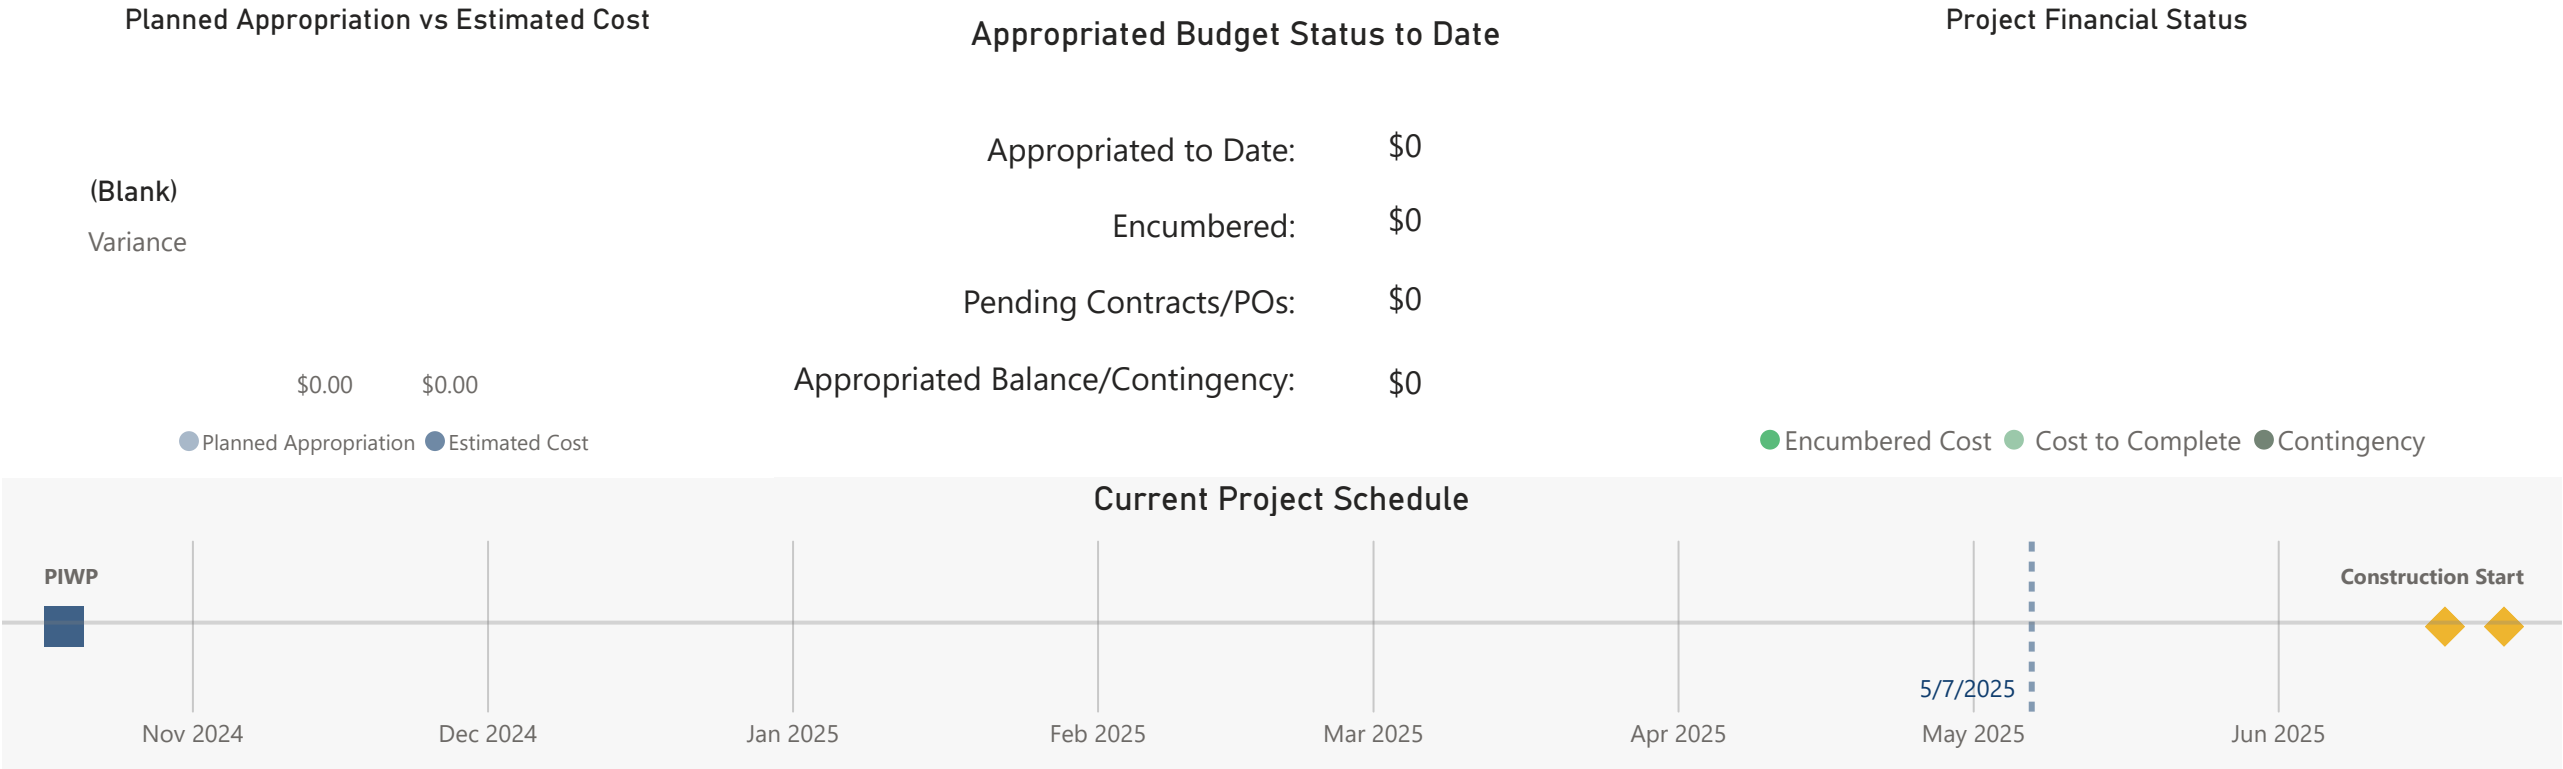 Planned Appropriation vs Estimated Cost
(Blank)
Variance
$0.00 $0.00
Planned Appropriation Estimated Cost
Appropriated Budget Status to Date
Appropriated to Date: $0
Encumbered: $0
Pending Contracts/POs: $0
Appropriated Balance/Contingency: $0
Project Financial Status
Encumbered Cost Cost to Complete Contingency
Current Project Schedule
PIWP Construction Start
5/7/2025
Nov 2024 Dec 2024 Jan 2025 Feb 2025 Mar 2025 Apr 2025 May 2025 Jun 2025